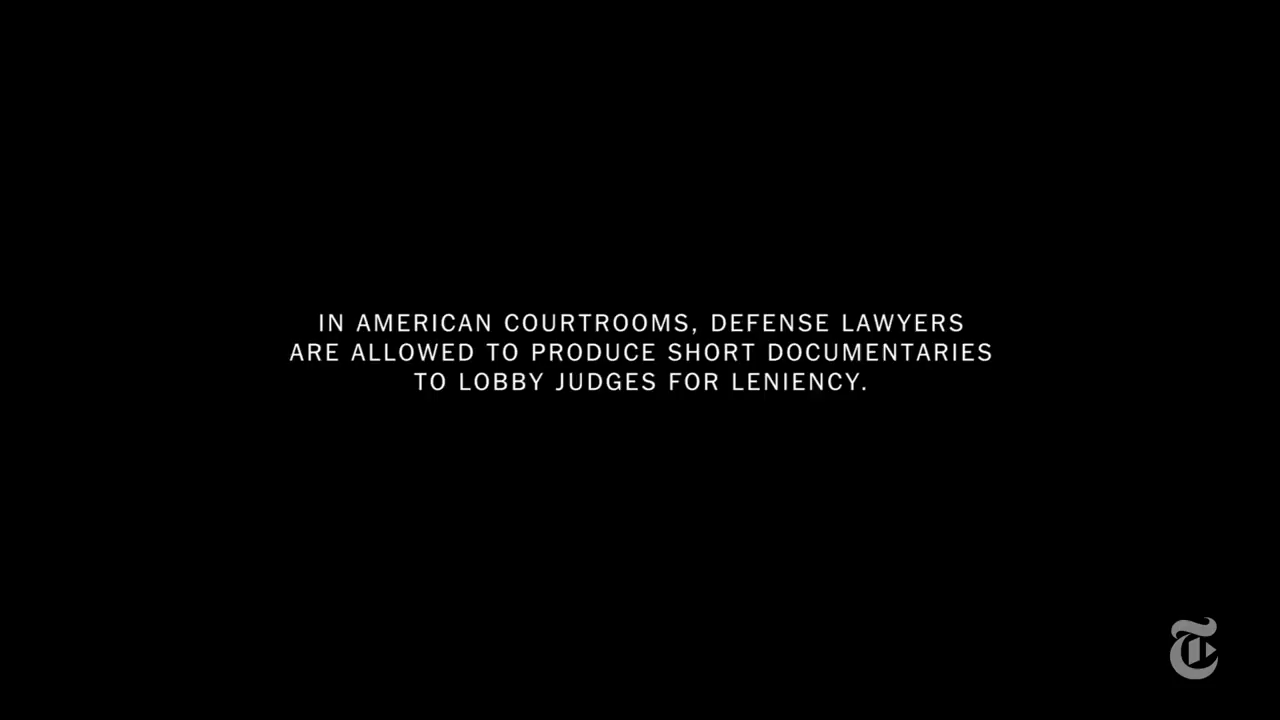 IN AMERICAN COURTROOMS, DEFENSE LAWYERS
ARE ALLOWED TO PRODUCE SHORT DOCUMENTARIES
TO LOBBY JUDGES FOR LENIENCY.